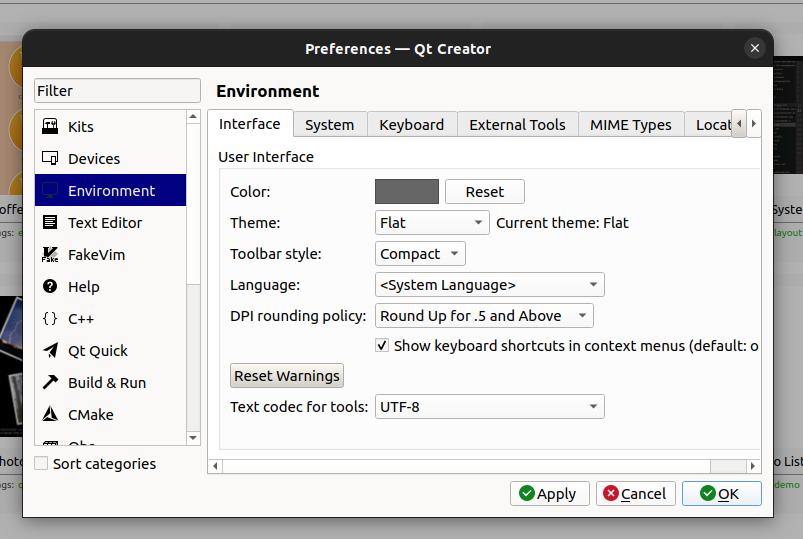 Preferences — Qt Creator
Filter
Environment
Kits
Devices
Environment
Text Editor
FakeVim
Help
C++
Qt Quick
Build & Run
CMake
Sort categories
Interface
System
Keyboard
External Tools
MIME Types
Locat
User Interface
Color:
Reset
Theme:
Flat
Current theme: Flat
Toolbar style:
Compact
Language:
<System Language>
DPI rounding policy:
Round Up for .5 and Above
Show keyboard shortcuts in context menus (default: o
Reset Warnings
Text codec for tools:
UTF-8
Apply
Cancel
OK
offe
Syste
layout
hoto
o List
demo